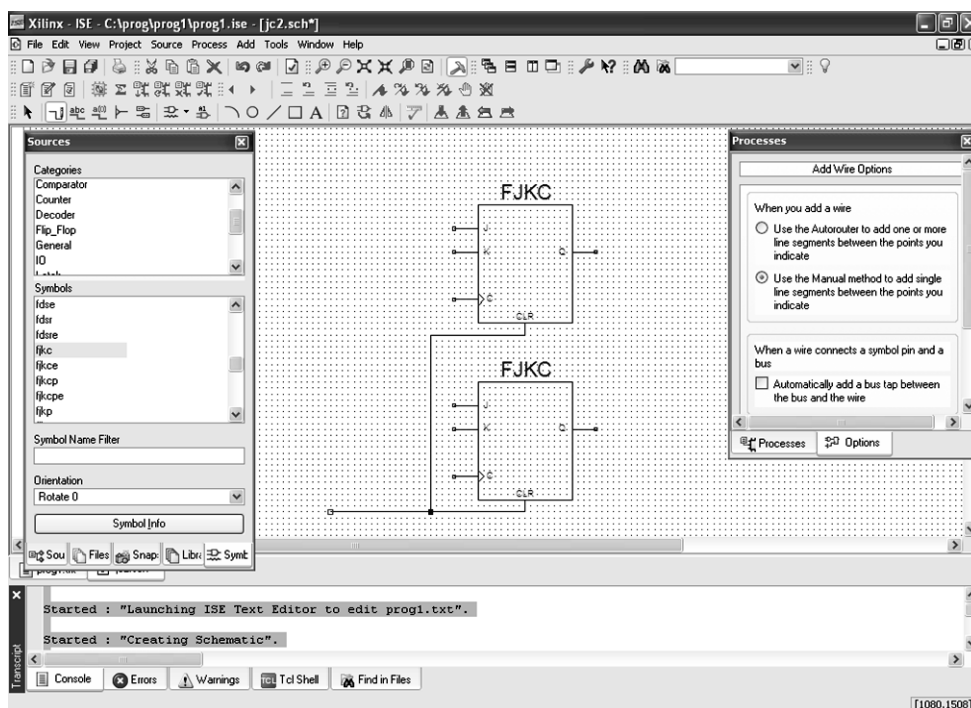 Xilinx - ISE - C:\prog\prog1\prog1.ise - [jc2.sch*]
File Edit View Project Source Process Add Tools Window Help
Sources
Categories
Comparator
Counter
Decoder
Flip_Flop
General
IO
Symbols
fdse
fdsr
fdsre
fjkc
fjkce
fjkcp
fjkcpe
fjkp
Symbol Name Filter
Orientation
Rotate 0
Symbol Info
Sou Files Snap Libra Symb
FJKC
J
K
Q
C
CLR
FJKC
J
K
Q
C
CLR
Processes
Add Wire Options
When you add a wire
Use the Autorouter to add one or more
line segments between the points you
indicate
Use the Manual method to add single
line segments between the points you
indicate
When a wire connects a symbol pin and a
bus
Automatically add a bus tap between
the bus and the wire
Processes Options
Started : "Launching ISE Text Editor to edit prog1.txt".
Started : "Creating Schematic".
Transcript
Console Errors Warnings Tcl Shell Find in Files
[1080,1508]